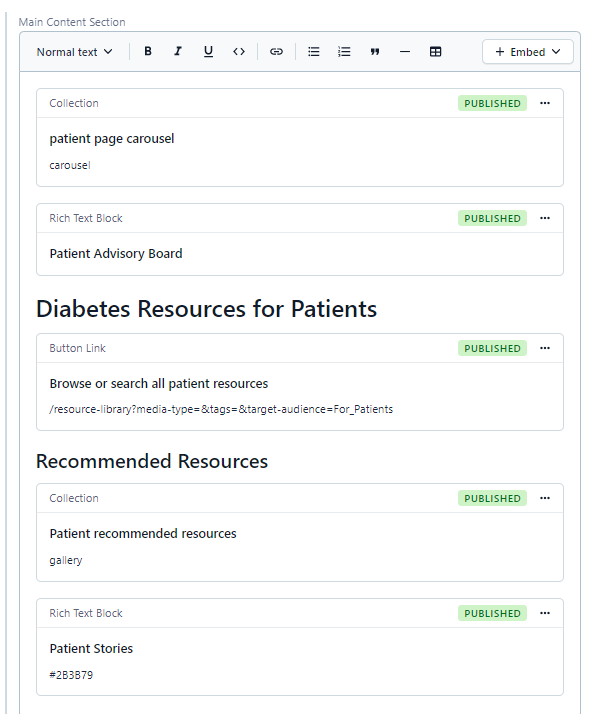 Main Content Section
Normal text B I U <> Embed
Collection PUBLISHED ...
patient page carousel
carousel
Rich Text Block PUBLISHED ...
Patient Advisory Board
Diabetes Resources for Patients
Button Link PUBLISHED ...
Browse or search all patient resources
/resource-library?media-type=&tags=&target-audience=For_Patients
Recommended Resources
Collection PUBLISHED ...
Patient recommended resources
gallery
Rich Text Block PUBLISHED ...
Patient Stories
#2B3B79